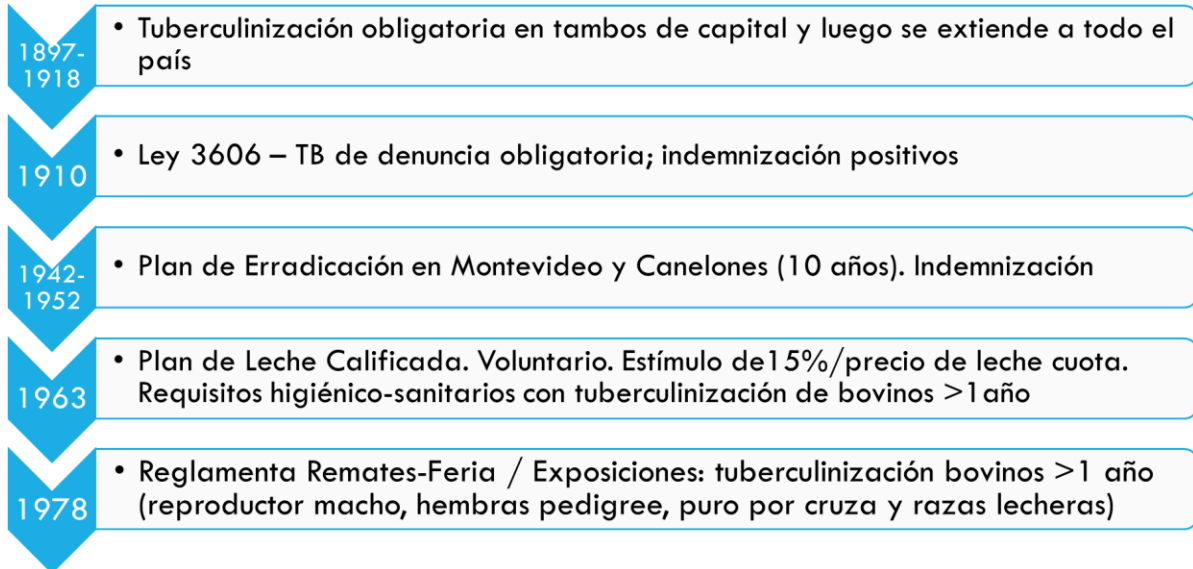 1897-
1918
• Tuberculinización obligatoria en tambos de capital y luego se extiende a todo el
país
1910
• Ley 3606 – TB de denuncia obligatoria; indemnización positivos
1942-
1952
• Plan de Erradicación en Montevideo y Canelones (10 años). Indemnización
1963
• Plan de Leche Calificada. Voluntario. Estímulo de15%/precio de leche cuota.
Requisitos higiénico-sanitarios con tuberculinización de bovinos >1año
1978
• Reglamenta Remates-Feria / Exposiciones: tuberculinización bovinos >1 año
(reproductor macho, hembras pedigree, puro por cruza y razas lecheras)